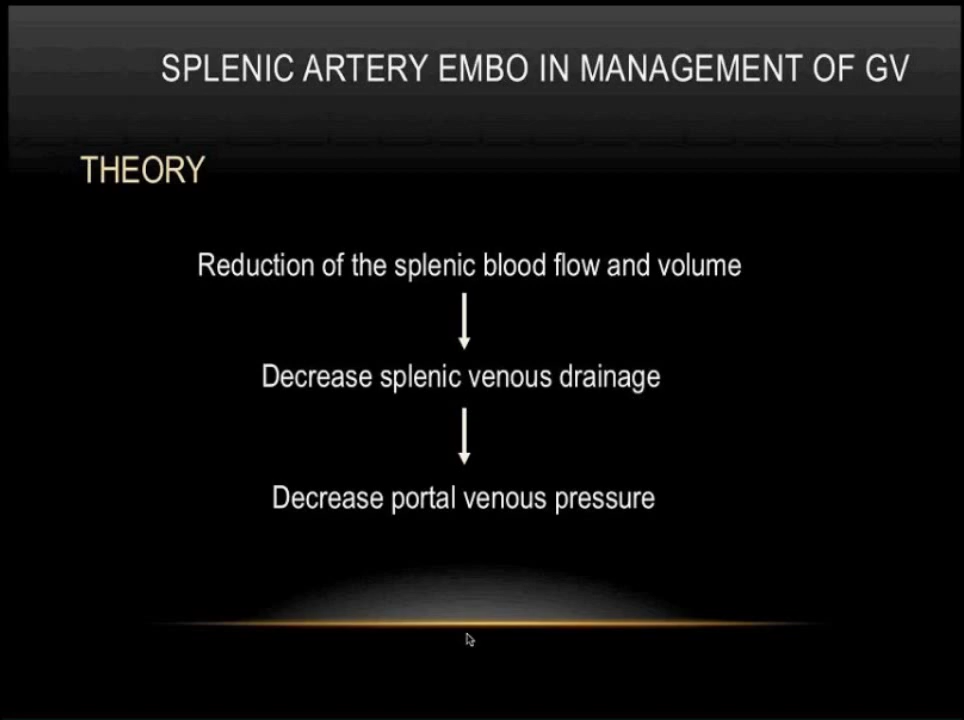 SPLENIC ARTERY EMBO IN MANAGEMENT OF GV
THEORY
Reduction of the splenic blood flow and volume
Decrease splenic venous drainage
Decrease portal venous pressure